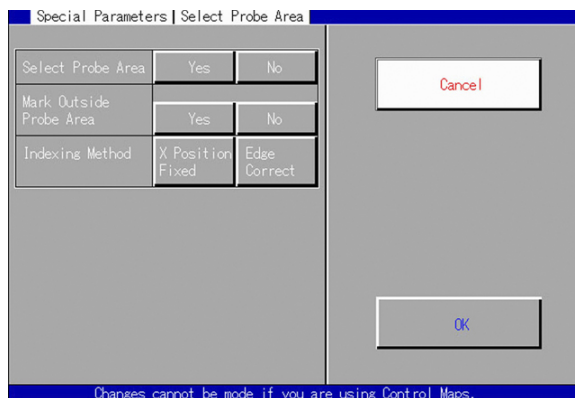 Special Parameters | Select Probe Area
Select Probe Area Yes No
Mark Outside
Probe Area Yes No
Indexing Method X Position Edge
Fixed Correct
Cancel
OK
Changes cannot be mode if you are using Control Maps.